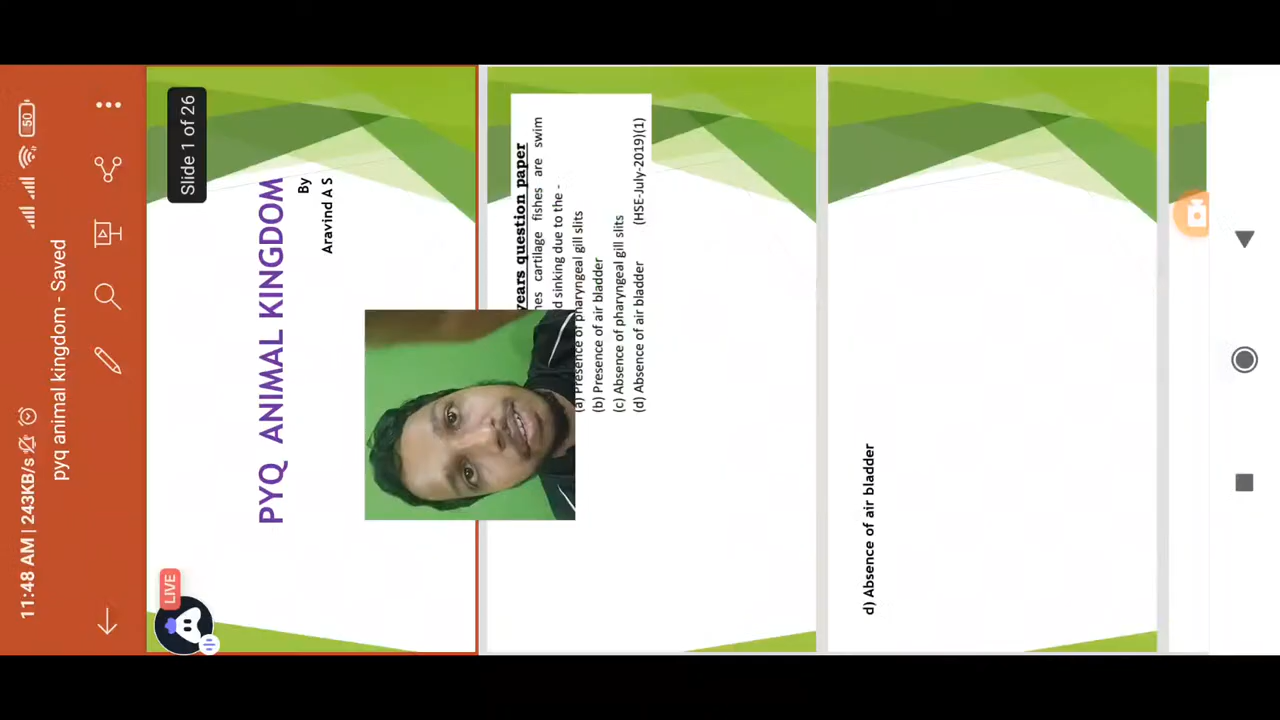 11:48 AM | 243KB/s
50
pyq animal kingdom - Saved
Slide 1 of 26
PYQ ANIMAL KINGDOM
By
Aravind A S
LIVE
years question paper
cartilage fishes are swim
sinking due to the -
(a) Presence of pharyngeal gill slits
(b) Presence of air bladder
(c) Absence of pharyngeal gill slits
(d) Absence of air bladder (HSE-July-2019)(1)
d) Absence of air bladder